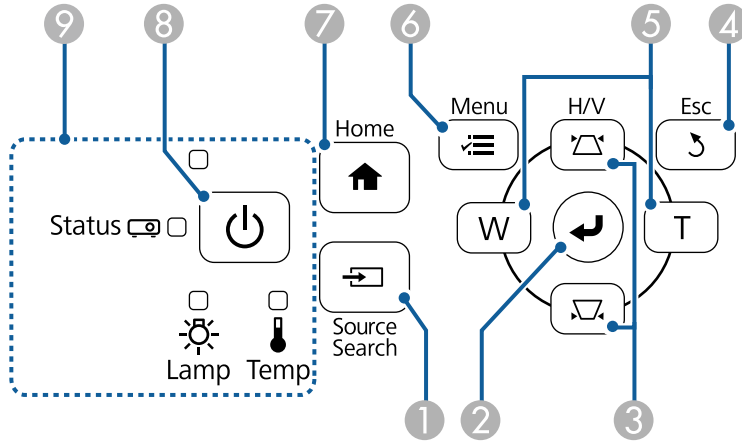 9 8 7 6 5 4
Menu H/V Esc
Home
Status
W T
Source
Search
Lamp Temp
1 2 3